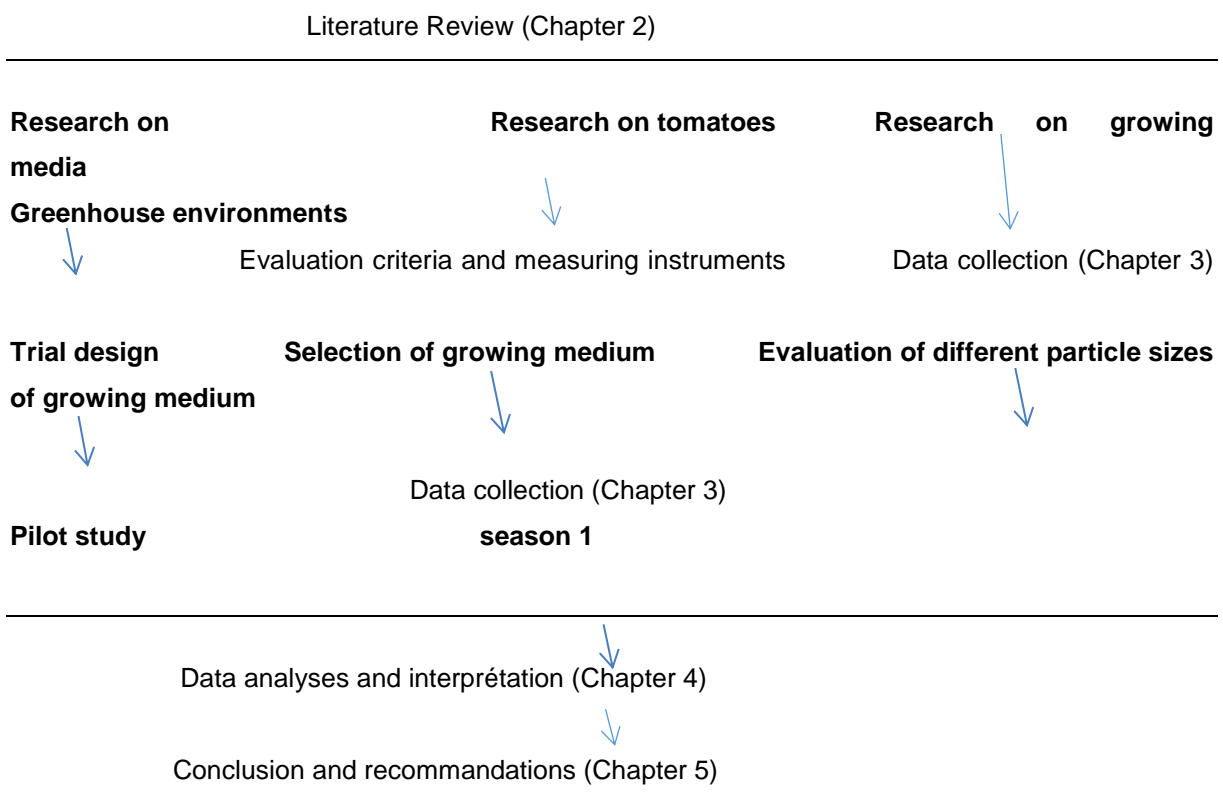 Literature Review (Chapter 2)
Research on Research on tomatoes Research on growing
media
Greenhouse environments
Evaluation criteria and measuring instruments Data collection (Chapter 3)
Trial design Selection of growing medium Evaluation of different particle sizes
of growing medium
Data collection (Chapter 3)
Pilot study season 1
Data analyses and interprétation (Chapter 4)
Conclusion and recommandations (Chapter 5)